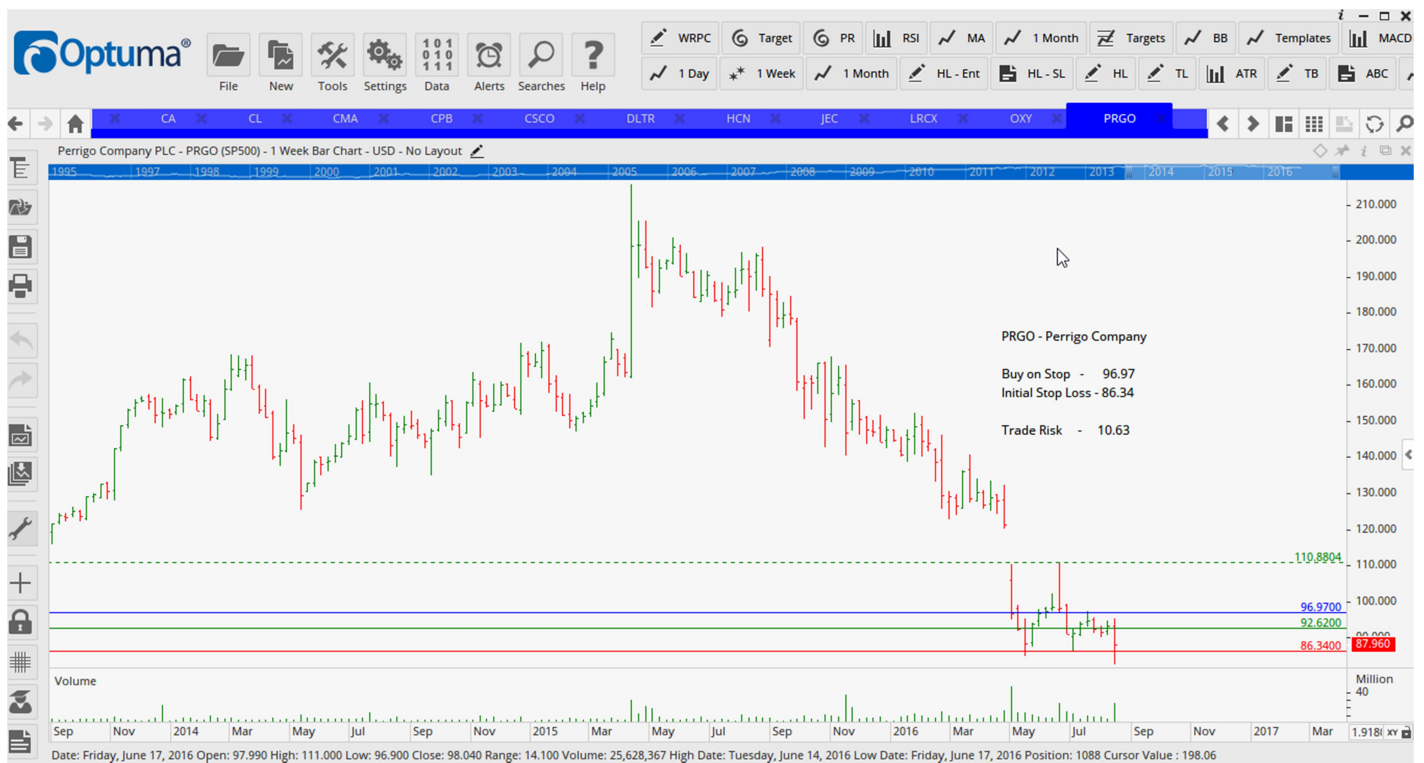 Optuma®
File New Tools Settings Data Alerts Searches Help
WRPC Target PR RSI MA 1 Month Targets BB Templates MACD
1 Day 1 Week 1 Month HL - Ent HL - SL HL TL ATR TB ABC
CA CL CMA CPB CSCO DLTR HCN JEC LRCX OXY PRGO
Perrigo Company PLC - PRGO (SP500) - 1 Week Bar Chart - USD - No Layout
1995 1997 1998 1999 2000 2001 2002 2003 2004 2005 2006 2007 2008 2009 2010 2011 2012 2013 2014 2015 2016
210.000
200.000
190.000
180.000
170.000
160.000
150.000
140.000
130.000
120.000
110.000
100.000
90.000
PRGO - Perrigo Company
Buy on Stop - 96.97
Initial Stop Loss - 86.34
Trade Risk - 10.63
110.8804
96.9700
92.6200
86.3400
87.960
Volume
Million
40
Sep Nov 2014 Mar May Jul Sep Nov 2015 Mar May Jul Sep Nov 2016 Mar May Jul Sep Nov 2017 Mar
XY
Date: Friday, June 17, 2016 Open: 97.990 High: 111.000 Low: 96.900 Close: 98.040 Range: 14.100 Volume: 25,628,367 High Date: Tuesday, June 14, 2016 Low Date: Friday, June 17, 2016 Position: 1088 Cursor Value : 198.06